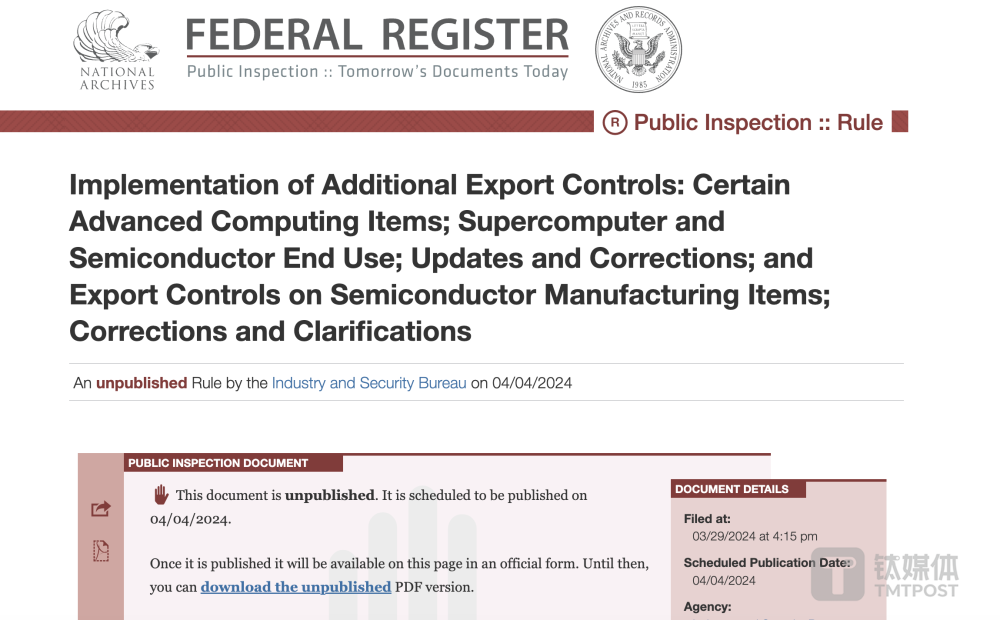 NATIONAL
ARCHIVES
FEDERAL REGISTER
Public Inspection :: Tomorrow's Documents Today
NATIONAL ARCHIVES AND RECORDS ADMINISTRATION
1985
R Public Inspection :: Rule
Implementation of Additional Export Controls: Certain
Advanced Computing Items; Supercomputer and
Semiconductor End Use; Updates and Corrections; and
Export Controls on Semiconductor Manufacturing Items;
Corrections and Clarifications
An unpublished Rule by the Industry and Security Bureau on 04/04/2024
PUBLIC INSPECTION DOCUMENT
This document is unpublished. It is scheduled to be published on
04/04/2024.
Once it is published it will be available on this page in an official form. Until then,
you can download the unpublished PDF version.
DOCUMENT DETAILS
Filed at:
03/29/2024 at 4:15 pm
Scheduled Publication Date:
04/04/2024
Agency:
钛媒体
TMTPOST